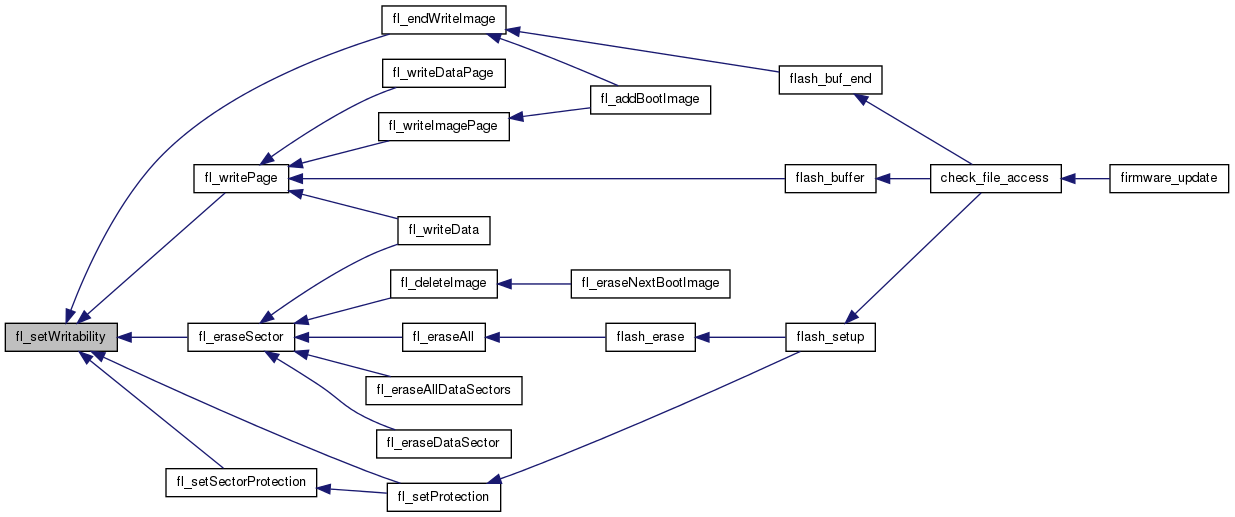 fl_endWriteImage
fl_writeDataPage
flash_buf_end
fl_addBootImage
fl_writeImagePage
fl_writePage
flash_buffer
check_file_access
firmware_update
fl_writeData
fl_deleteImage
fl_eraseNextBootImage
fl_setWritability
fl_eraseSector
fl_eraseAll
flash_erase
flash_setup
fl_eraseAllDataSectors
fl_eraseDataSector
fl_setSectorProtection
fl_setProtection